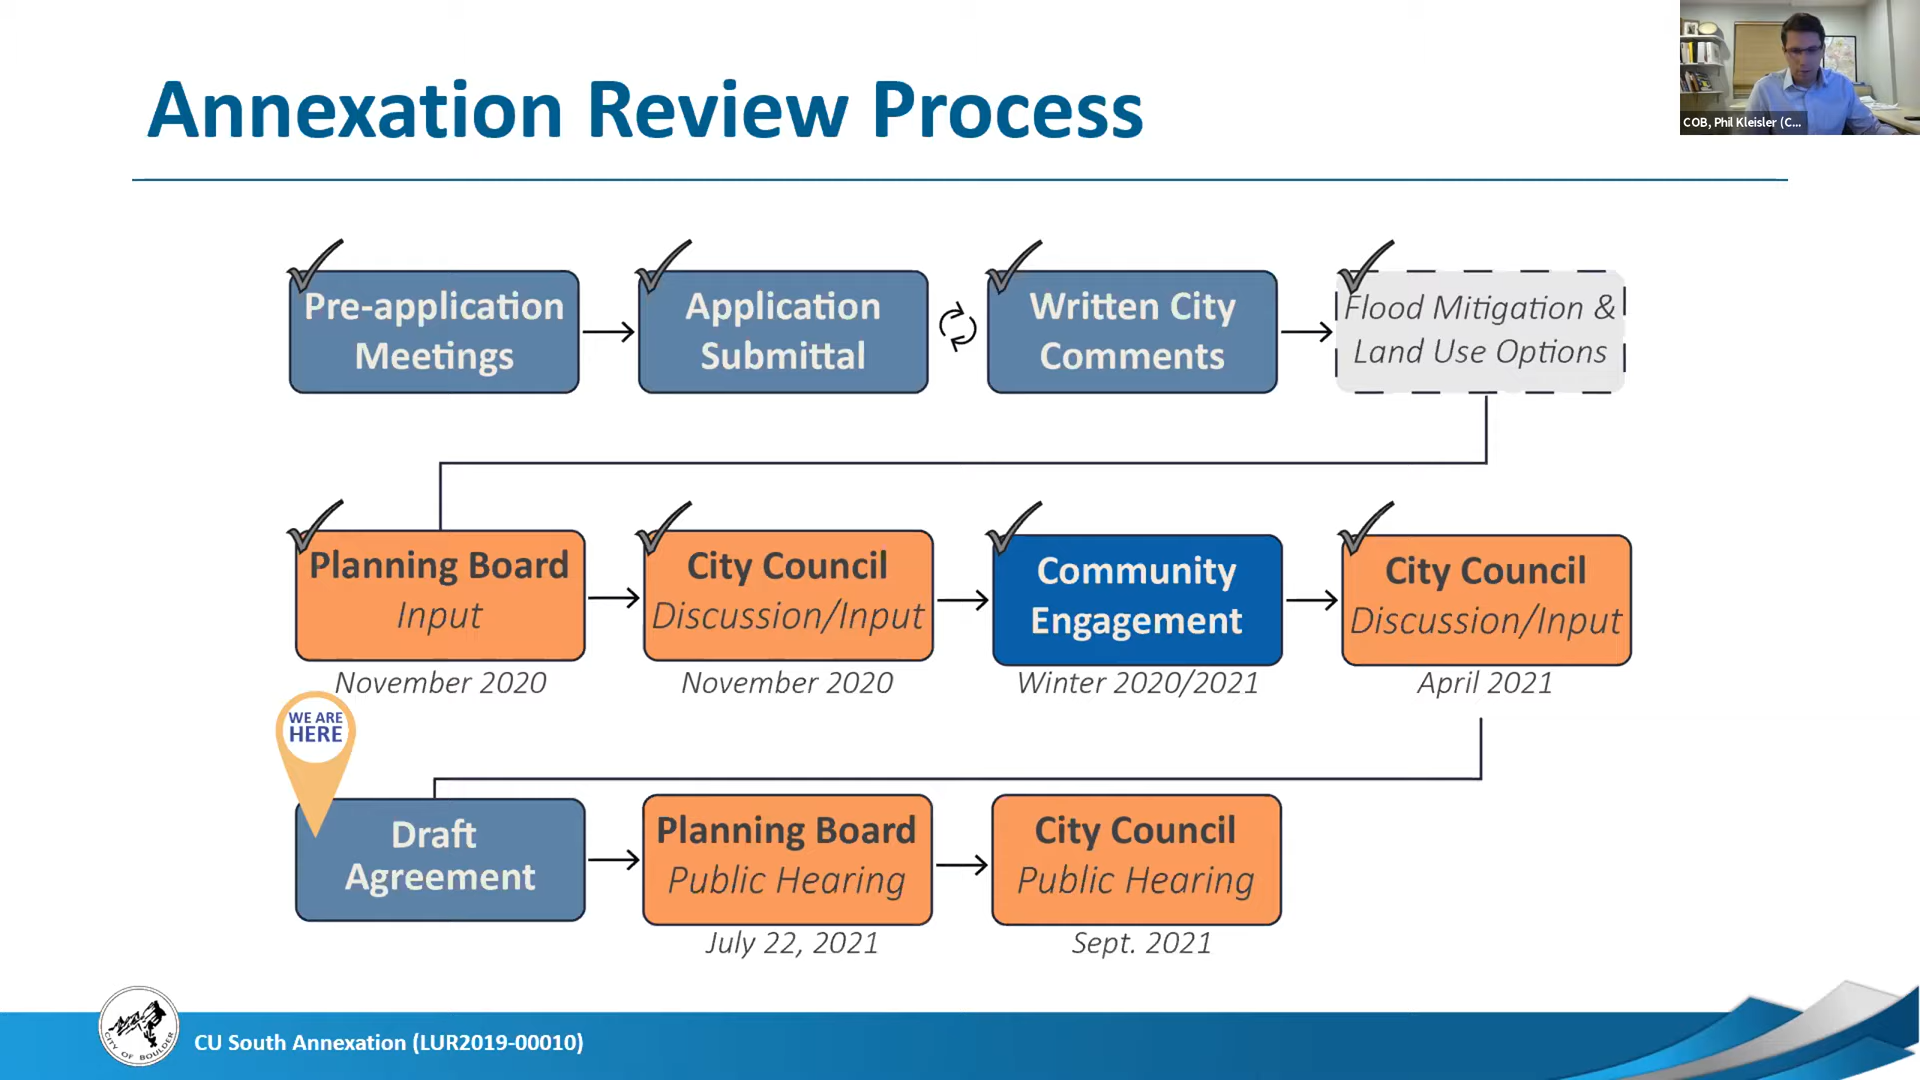 Annexation Review Process
COB, Phil Kleisler (C...
Pre-application
Meetings
Application
Submittal
Written City
Comments
Flood Mitigation &
Land Use Options
Planning Board
Input
November 2020
City Council
Discussion/Input
November 2020
Community
Engagement
Winter 2020/2021
City Council
Discussion/Input
April 2021
WE ARE
HERE
Draft
Agreement
Planning Board
Public Hearing
July 22, 2021
City Council
Public Hearing
Sept. 2021
CITY OF BOULDER
CU South Annexation (LUR2019-00010)